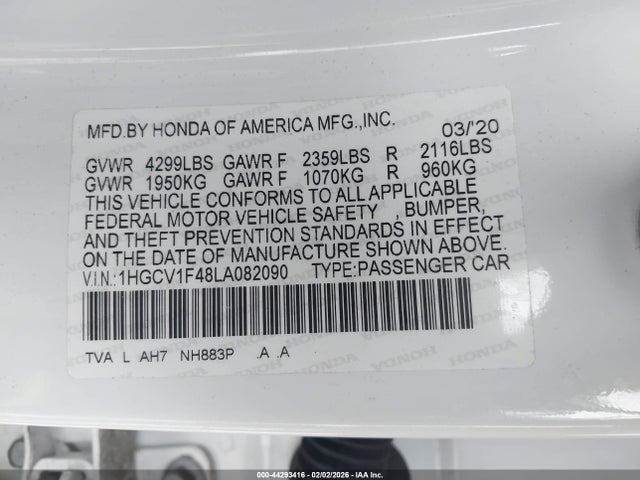 MFD.BY HONDA OF AMERICA MFG.,INC. 03/'20
GVWR 4299LBS GAWR F 2359LBS R 2116LBS
GVWR 1950KG GAWR F 1070KG R 960KG
THIS VEHICLE CONFORMS TO ALL APPLICABLE
FEDERAL MOTOR VEHICLE SAFETY , BUMPER,
AND THEFT PREVENTION STANDARDS IN EFFECT
ON THE DATE OF MANUFACTURE SHOWN ABOVE.
V.I.N.:1HGCV1F48LA082090 TYPE:PASSENGER CAR
TVA L AH7 NH883P .A .A
000-44293416 - 02/02/2026 - IAA Inc.